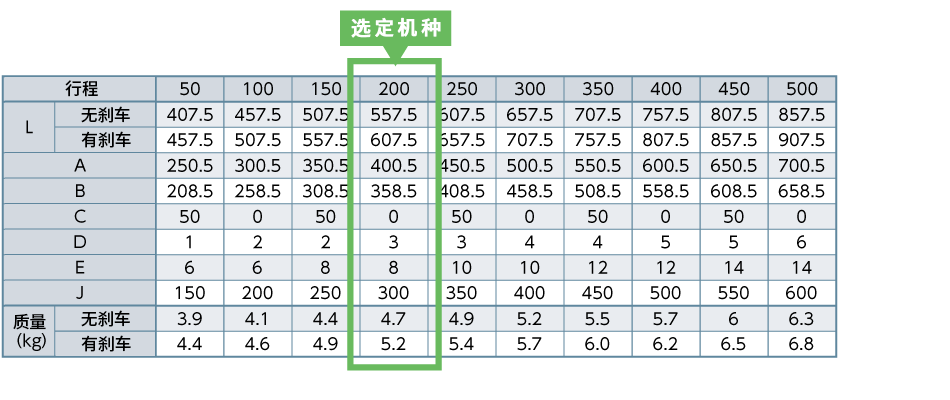 选定机种
行程 50 100 150 200 250 300 350 400 450 500
L 无刹车 407.5 457.5 507.5 557.5 607.5 657.5 707.5 757.5 807.5 857.5
有刹车 457.5 507.5 557.5 607.5 657.5 707.5 757.5 807.5 857.5 907.5
A 250.5 300.5 350.5 400.5 450.5 500.5 550.5 600.5 650.5 700.5
B 208.5 258.5 308.5 358.5 408.5 458.5 508.5 558.5 608.5 658.5
C 50 0 50 0 50 0 50 0 50 0
D 1 2 2 3 3 4 4 5 5 6
E 6 6 8 8 10 10 12 12 14 14
J 150 200 250 300 350 400 450 500 550 600
质量(kg) 无刹车 3.9 4.1 4.4 4.7 4.9 5.2 5.5 5.7 6 6.3
有刹车 4.4 4.6 4.9 5.2 5.4 5.7 6.0 6.2 6.5 6.8